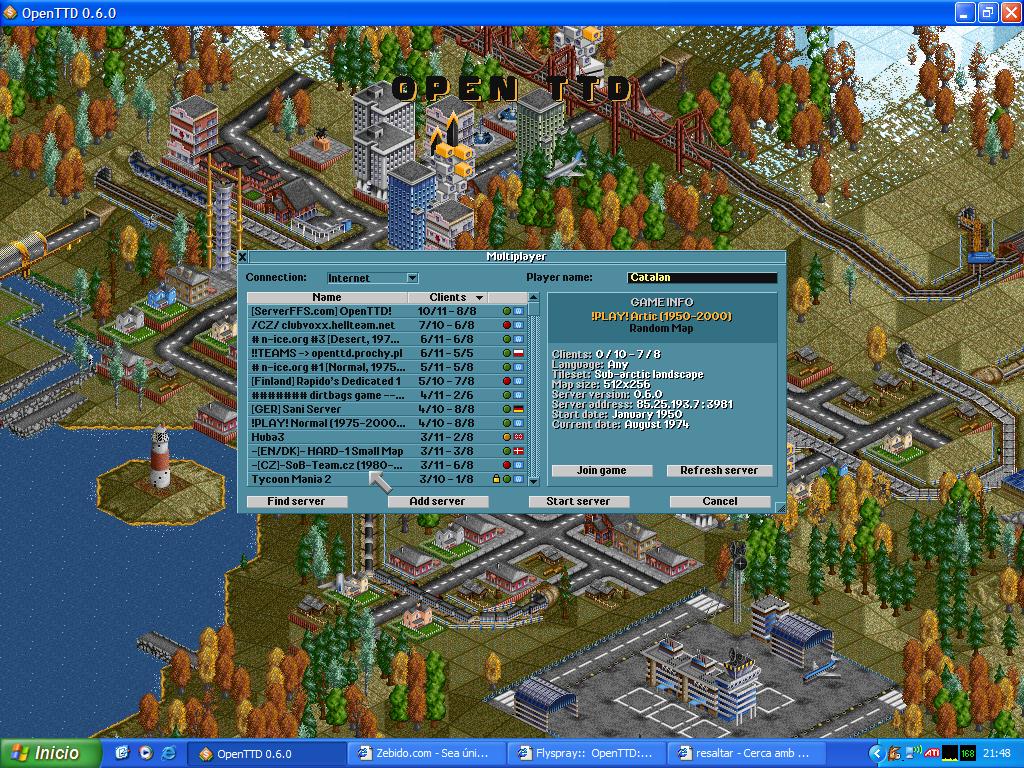 OpenTTD 0.6.0
OPEN TTD
Multiplayer
Connection: Internet Player name: Catalan
Name Clients
[ServerFFS.com] OpenTTD! 10/11 - 8/8
/CZ/ clubvoxx.hellteam.net 7/10 - 6/8
# n-ice.org #3 [Desert, 197... 6/11 - 6/8
!!TEAMS -> openttd.prochy.pl 6/11 - 5/5
# n-ice.org #1 [Normal, 1975... 5/11 - 5/8
[Finland] Rapido's Dedicated 1 5/10 - 7/8
####### dirtbags game --... 4/11 - 2/6
[GER] Sani Server 4/10 - 8/8
!PLAY! Normal (1975-2000... 4/10 - 8/8
Huba3 3/11 - 2/8
-[EN/DK]- HARD-1 Small Map 3/11 - 3/8
-[CZ]-SoB-Team.cz (1980-... 3/11 - 6/8
Tycoon Mania 2 3/10 - 1/8
GAME INFO
!PLAY! Artic (1950-2000)
Random Map
Clients: 0/10 - 7/8
Language: Any
Tileset: Sub-arctic landscape
Map size: 512x256
Server version: 0.6.0
Server address: 85.25.193.7 : 3981
Start date: January 1950
Current date: August 1974
Join game Refresh server
Find server Add server Start server Cancel
Inicio OpenTTD 0.6.0 Zebido.com - Sea úni... Flyspray:: OpenTTD:... resaltar - Cerca amb ... ATI 168 21:48